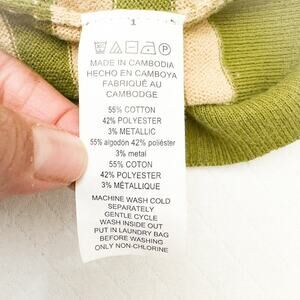 1
MADE IN CAMBODIA
HECHO EN CAMBOYA
FABRIQUÉ AU
CAMBODGE
55% COTTON
42% POLYESTER
3% METALLIC
55% algodón 42% poliéster
3% metal
55% COTON
42% POLYESTER
3% MÉTALLIQUE
MACHINE WASH COLD
SEPARATELY
GENTLE CYCLE
WASH INSIDE OUT
PUT IN LAUNDRY BAG
BEFORE WASHING
ONLY NON-CHLORIN